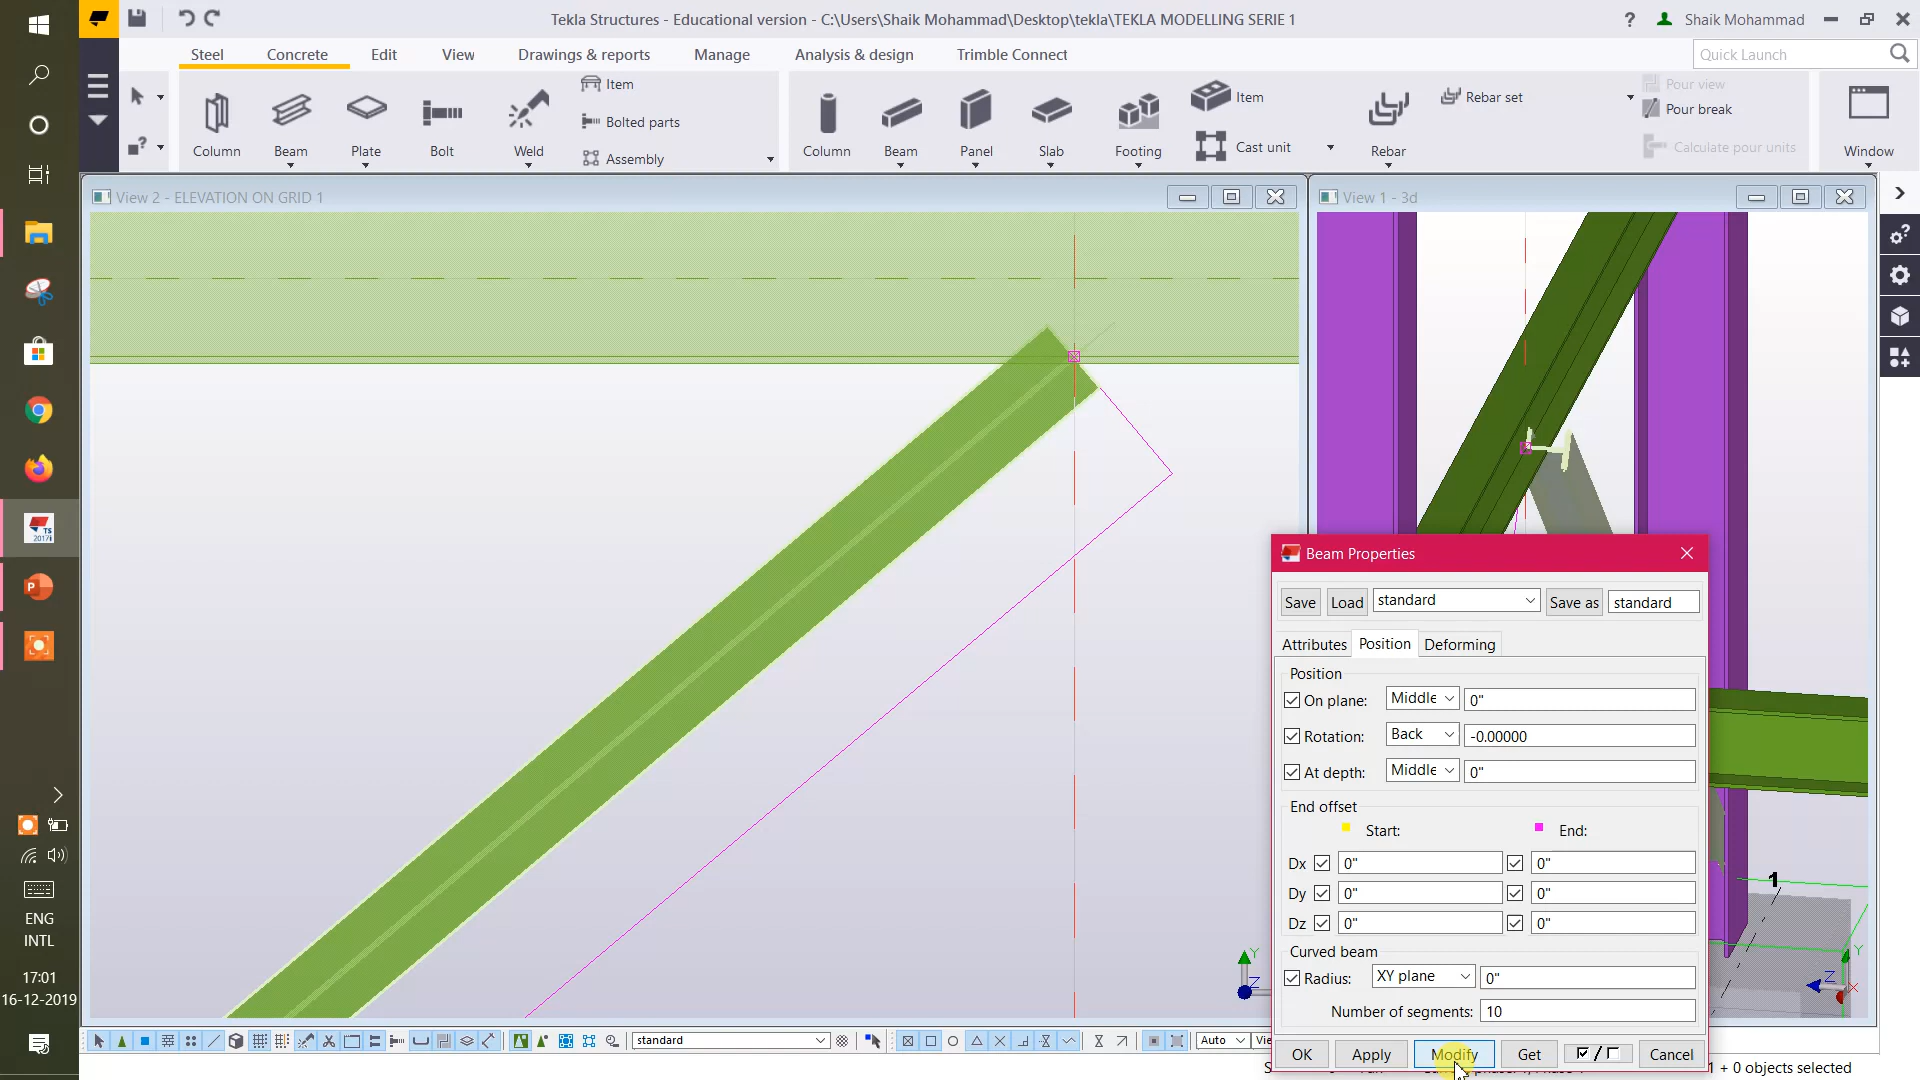 Tekla Structures - Educational version - C:\Users\Shaik Mohammad\Desktop\tekla\TEKLA MODELLING SERIE 1
? Shaik Mohammad
Steel Concrete Edit View Drawings & reports Manage Analysis & design Trimble Connect
Quick Launch
Column Beam Plate Bolt Weld
Item
Bolted parts
Assembly
Column Beam Panel Slab Footing
Item
Cast unit
Rebar
Rebar set
Pour view
Pour break
Calculate pour units
Window
View 2 - ELEVATION ON GRID 1
View 1 - 3d
Beam Properties
Save Load standard Save as standard
Attributes Position Deforming
Position
On plane: Middle 0"
Rotation: Back -0.00000
At depth: Middle 0"
End offset
Start: End:
Dx 0" 0"
Dy 0" 0"
Dz 0" 0"
Curved beam
Radius: XY plane 0"
Number of segments: 10
OK Apply Modify Get / Cancel
Y
Z
1
Y
Z
X
standard
Auto
1 + 0 objects selected
TS
2017i
ENG
INTL
17:01
16-12-2019